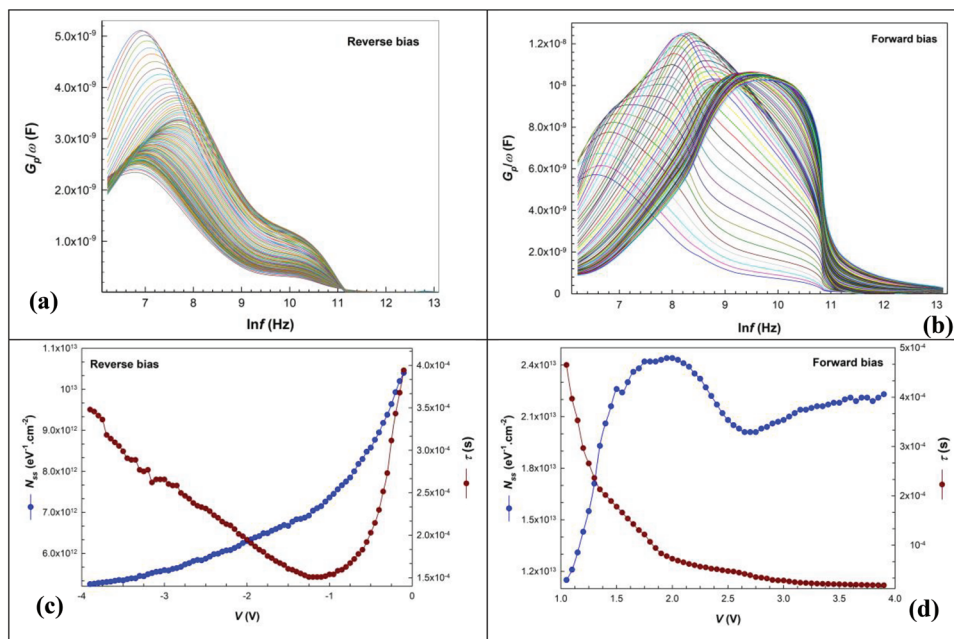 5.0x10⁻⁹
4.0x10⁻⁹
3.0x10⁻⁹
2.0x10⁻⁹
1.0x10⁻⁹
Gₚ/ω (F)
Reverse bias
7 8 9 10 11 12 13
lnf (Hz)
(a)
1.2x10⁻⁸
10⁻⁸
8.0x10⁻⁹
6.0x10⁻⁹
4.0x10⁻⁹
2.0x10⁻⁹
0
Gₚ/ω (F)
Forward bias
7 8 9 10 11 12 13
lnf (Hz)
(b)
1.1x10¹³
10¹³
9.0x10¹²
8.0x10¹²
7.0x10¹²
6.0x10¹²
Nₛₛ (eV⁻¹.cm⁻²)
Reverse bias
4.0x10⁻⁴
3.5x10⁻⁴
3.0x10⁻⁴
2.5x10⁻⁴
2.0x10⁻⁴
1.5x10⁻⁴
τ (s)
-4 -3 -2 -1 0
V (V)
(c)
2.4x10¹³
2.1x10¹³
1.8x10¹³
1.5x10¹³
1.2x10¹³
Nₛₛ (eV⁻¹.cm⁻²)
Forward bias
5x10⁻⁴
4x10⁻⁴
3x10⁻⁴
2x10⁻⁴
10⁻⁴
τ (s)
1.0 1.5 2.0 2.5 3.0 3.5 4.0
V (V)
(d)